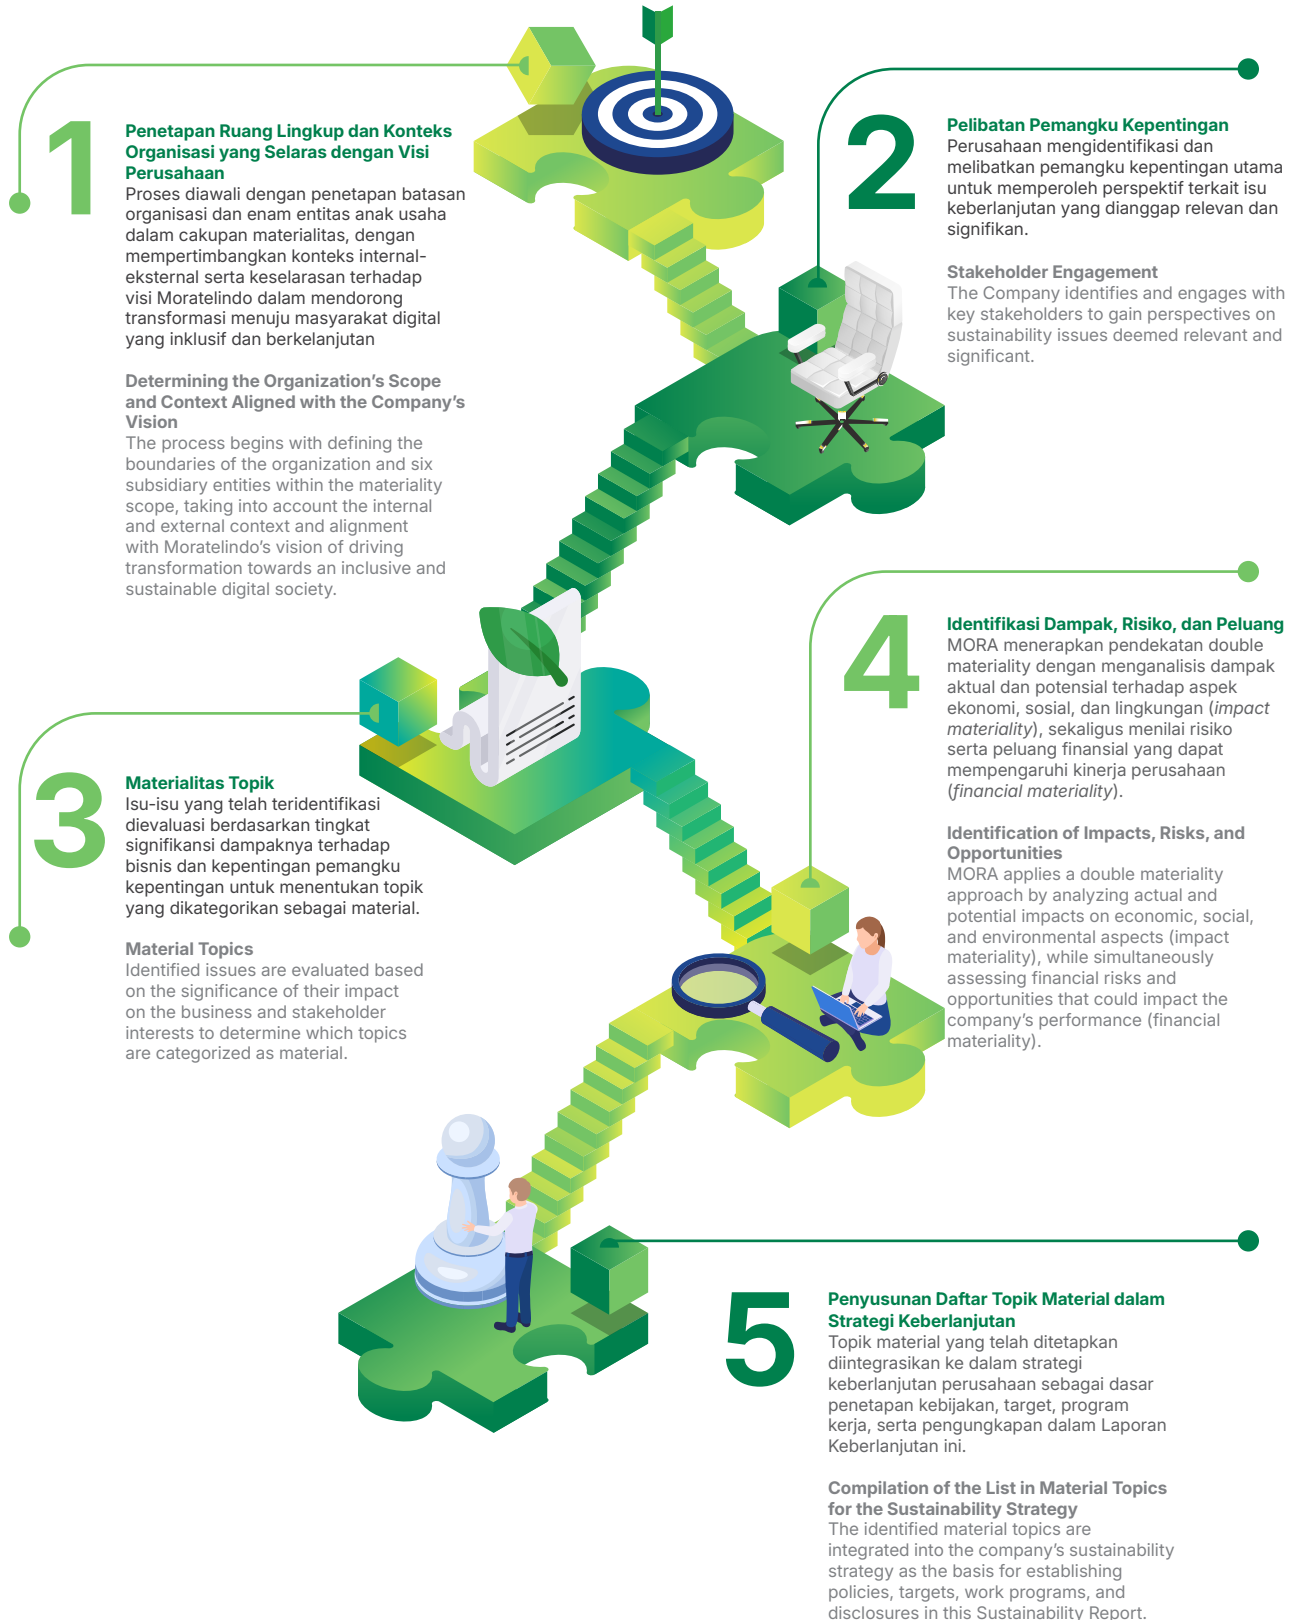 1
Penetapan Ruang Lingkup dan Konteks
Organisasi yang Selaras dengan Visi
Perusahaan
Proses diawali dengan penetapan batasan
organisasi dan enam entitas anak usaha
dalam cakupan materialitas, dengan
mempertimbangkan konteks internal-
eksternal serta keselarasan terhadap
visi Moratelindo dalam mendorong
transformasi menuju masyarakat digital
yang inklusif dan berkelanjutan
Determining the Organization's Scope
and Context Aligned with the Company's
Vision
The process begins with defining the
boundaries of the organization and six
subsidiary entities within the materiality
scope, taking into account the internal
and external context and alignment
with Moratelindo's vision of driving
transformation towards an inclusive and
sustainable digital society.
2
Pelibatan Pemangku Kepentingan
Perusahaan mengidentifikasi dan
melibatkan pemangku kepentingan utama
untuk memperoleh perspektif terkait isu
keberlanjutan yang dianggap relevan dan
signifikan.
Stakeholder Engagement
The Company identifies and engages with
key stakeholders to gain perspectives on
sustainability issues deemed relevant and
significant.
3
Materialitas Topik
Isu-isu yang telah teridentifikasi
dievaluasi berdasarkan tingkat
signifikansi dampaknya terhadap
bisnis dan kepentingan pemangku
kepentingan untuk menentukan topik
yang dikategorikan sebagai material.
Material Topics
Identified issues are evaluated based
on the significance of their impact
on the business and stakeholder
interests to determine which topics
are categorized as material.
4
Identifikasi Dampak, Risiko, dan Peluang
MORA menerapkan pendekatan double
materiality dengan menganalisis dampak
aktual dan potensial terhadap aspek
ekonomi, sosial, dan lingkungan (impact
materiality), sekaligus menilai risiko
serta peluang finansial yang dapat
mempengaruhi kinerja perusahaan
(financial materiality).
Identification of Impacts, Risks, and
Opportunities
MORA applies a double materiality
approach by analyzing actual and
potential impacts on economic, social,
and environmental aspects (impact
materiality), while simultaneously
assessing financial risks and
opportunities that could impact the
company's performance (financial
materiality).
5
Penyusunan Daftar Topik Material dalam
Strategi Keberlanjutan
Topik material yang telah ditetapkan
diintegrasikan ke dalam strategi
keberlanjutan perusahaan sebagai dasar
penetapan kebijakan, target, program
kerja, serta pengungkapan dalam Laporan
Keberlanjutan ini.
Compilation of the List in Material Topics
for the Sustainability Strategy
The identified material topics are
integrated into the company's sustainability
strategy as the basis for establishing
policies, targets, work programs, and
disclosures in this Sustainability Report.